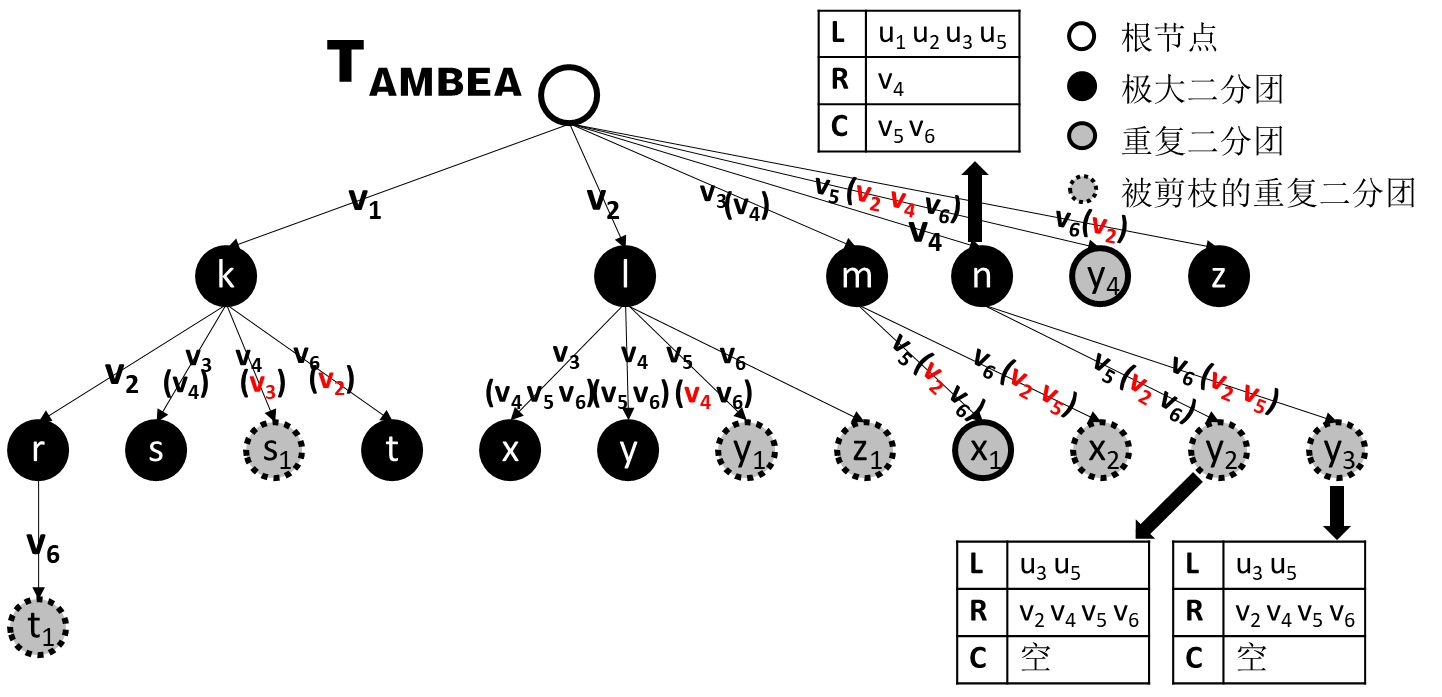 T AMBEA
L u1 u2 u3 u5
R v4
C v5 v6
根节点
极大二分团
重复二分团
被剪枝的重复二分团
v1
v2
v3 (v4)
v4
v5 (v2 v4 v6)
v6 (v2)
k
l
m
n
y4
z
v2
v3 (v4)
v4 (v3)
v6 (v2)
v3 (v4 v5 v6)
v4 (v5 v6)
v5 (v4 v6)
v6
v5 (v2 v6)
v6 (v2 v5)
v5 (v2 v6)
v6 (v2 v5)
r
s
s1
t
x
y
y1
z1
x1
x2
y2
y3
v6
t1
L u3 u5
R v2 v4 v5 v6
C 空
L u3 u5
R v2 v4 v5 v6
C 空